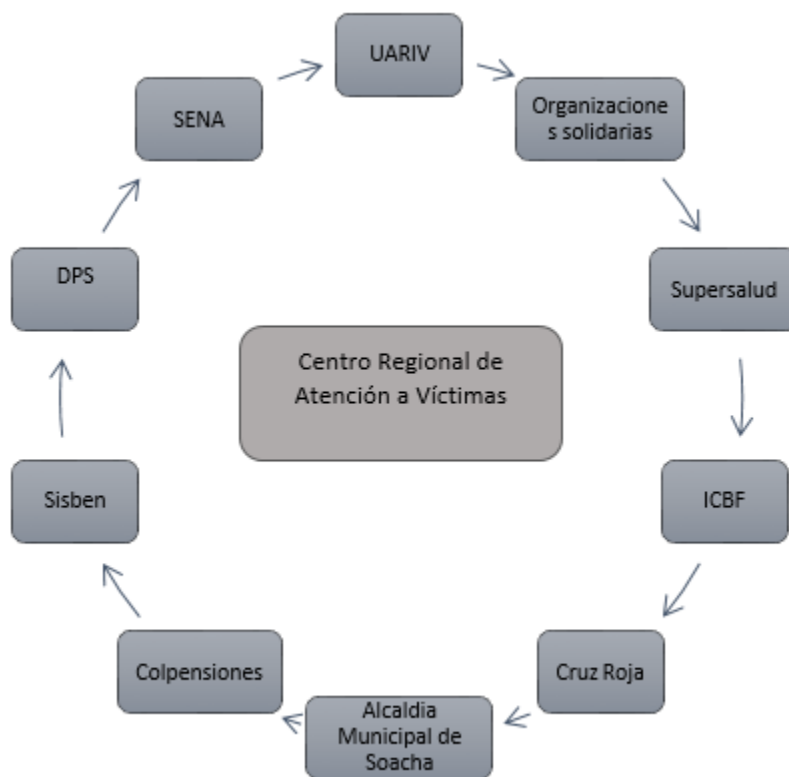 UARIV
Organizacione
s solidarias
Supersalud
ICBF
Cruz Roja
Alcaldia
Municipal de
Soacha
Colpensiones
Sisben
DPS
SENA
Centro Regional de
Atención a Víctimas